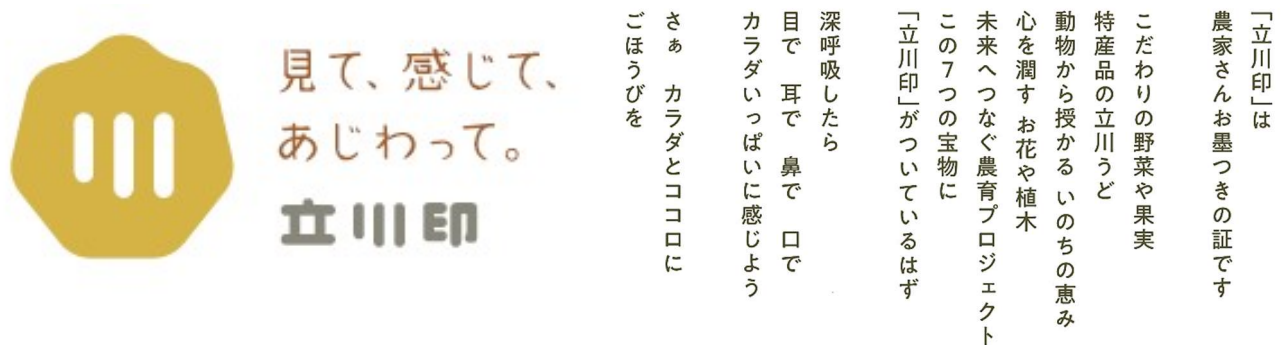 見て、感じて、
あじわって。
立川印
「立川印」は
農家さんお墨つきの証です
こだわりの野菜や果実
特産品の立川うど
動物から授かる いのちの恵み
心を潤す お花や植木
未来へつなぐ農育プロジェクト
この7つの宝物に
「立川印」がついているはず
深呼吸したら
目で 耳で 鼻で 口で
カラダいっぱいに感じよう
さぁ カラダとココロに
ごほうびを